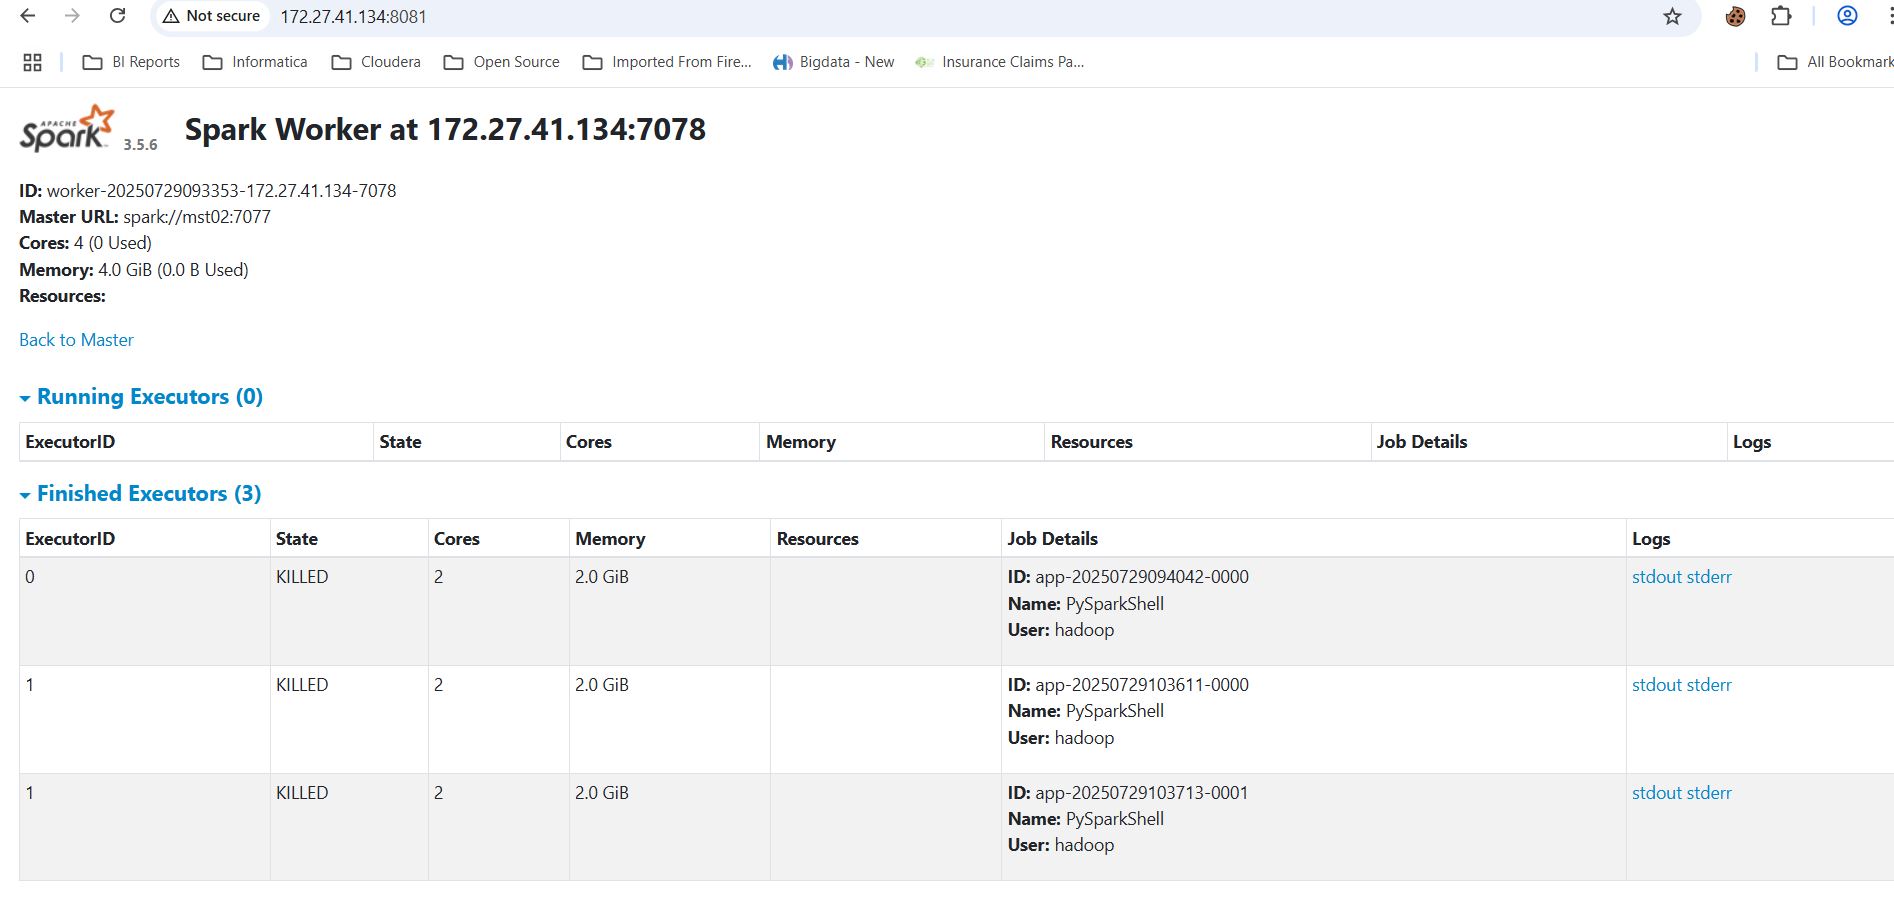 Not secure 172.27.41.134:8081
BI Reports Informatica Cloudera Open Source Imported From Fire... Bigdata - New Insurance Claims Pa... All Bookmark
APACHE Spark 3.5.6 Spark Worker at 172.27.41.134:7078
ID: worker-20250729093353-172.27.41.134-7078
Master URL: spark://mst02:7077
Cores: 4 (0 Used)
Memory: 4.0 GiB (0.0 B Used)
Resources:
Back to Master
Running Executors (0)
ExecutorID State Cores Memory Resources Job Details Logs
Finished Executors (3)
ExecutorID State Cores Memory Resources Job Details Logs
0 KILLED 2 2.0 GiB ID: app-20250729094042-0000 stdout stderr
Name: PySparkShell
User: hadoop
1 KILLED 2 2.0 GiB ID: app-20250729103611-0000 stdout stderr
Name: PySparkShell
User: hadoop
1 KILLED 2 2.0 GiB ID: app-20250729103713-0001 stdout stderr
Name: PySparkShell
User: hadoop